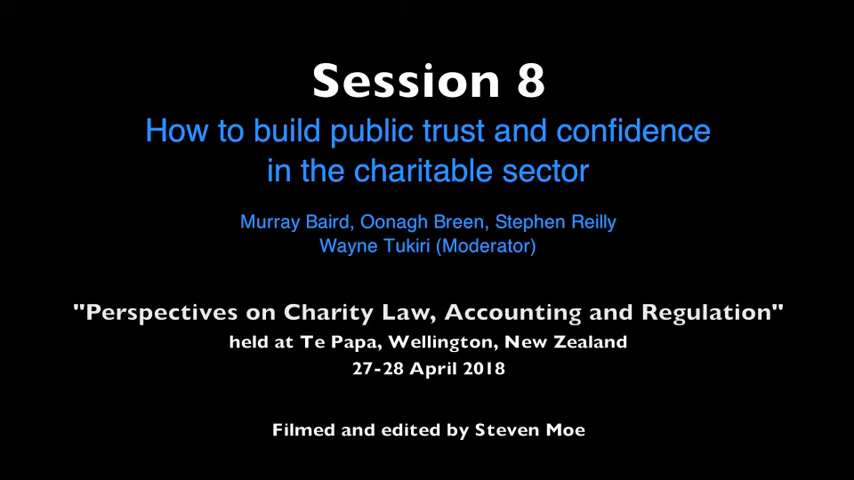 Session 8
How to build public trust and confidence
in the charitable sector
Murray Baird, Oonagh Breen, Stephen Reilly
Wayne Tukiri (Moderator)
"Perspectives on Charity Law, Accounting and Regulation"
held at Te Papa, Wellington, New Zealand
27-28 April 2018
Filmed and edited by Steven Moe